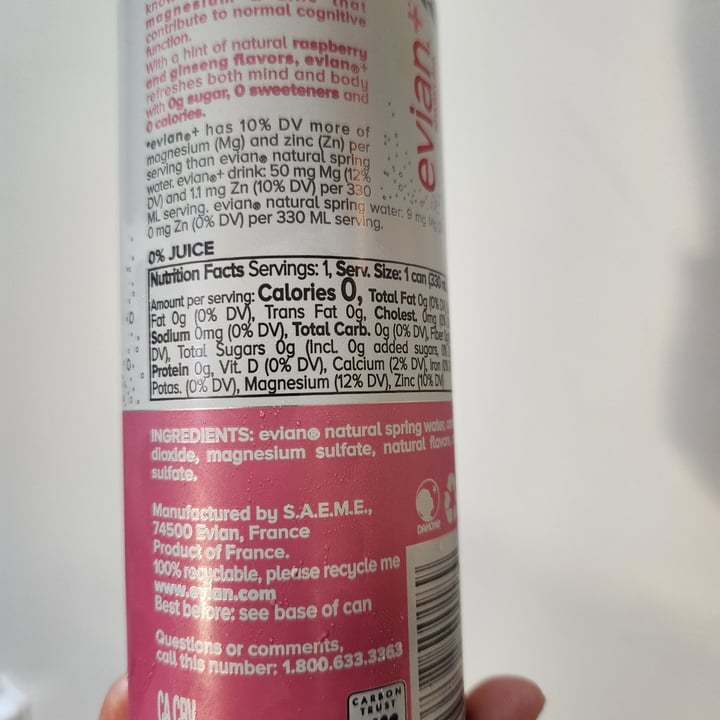 magnesium
contribute to normal cognitive
function.
With a hint of natural raspberry
and ginseng flavors, evian®+
refreshes both mind and body
with 0g sugar, 0 sweeteners and
0 calories.
*evian®+ has 10% DV more of
magnesium (Mg) and zinc (Zn) per
serving than evian® natural spring
water. evian®+ drink: 50 mg Mg (12%
DV) and 1.1 mg Zn (10% DV) per 330
ML serving. evian® natural spring water: 9 mg
0 mg Zn (0% DV) per 330 ML serving.
evian+
0% JUICE
Nutrition Facts Servings: 1, Serv. Size: 1 can (330
Amount per serving: Calories 0, Total Fat 0g (0%
Fat 0g (0% DV), Trans Fat 0g, Cholest. 0mg
Sodium 0mg (0% DV), Total Carb. 0g (0% DV), Fiber
DV), Total Sugars 0g (Incl. 0g added sugars,
Protein 0g, Vit. D (0% DV), Calcium (2% DV), Iron
Potas. (0% DV), Magnesium (12% DV), Zinc (10% DV)
INGREDIENTS: evian® natural spring water,
dioxide, magnesium sulfate, natural flavors,
sulfate.
DANONE
Manufactured by S.A.E.M.E.,
74500 Evian, France
Product of France.
100% recyclable, please recycle me
www.evian.com
Best before: see base of can
Questions or comments,
call this number: 1.800.633.3363
CA CRV
CARBON
TRUST